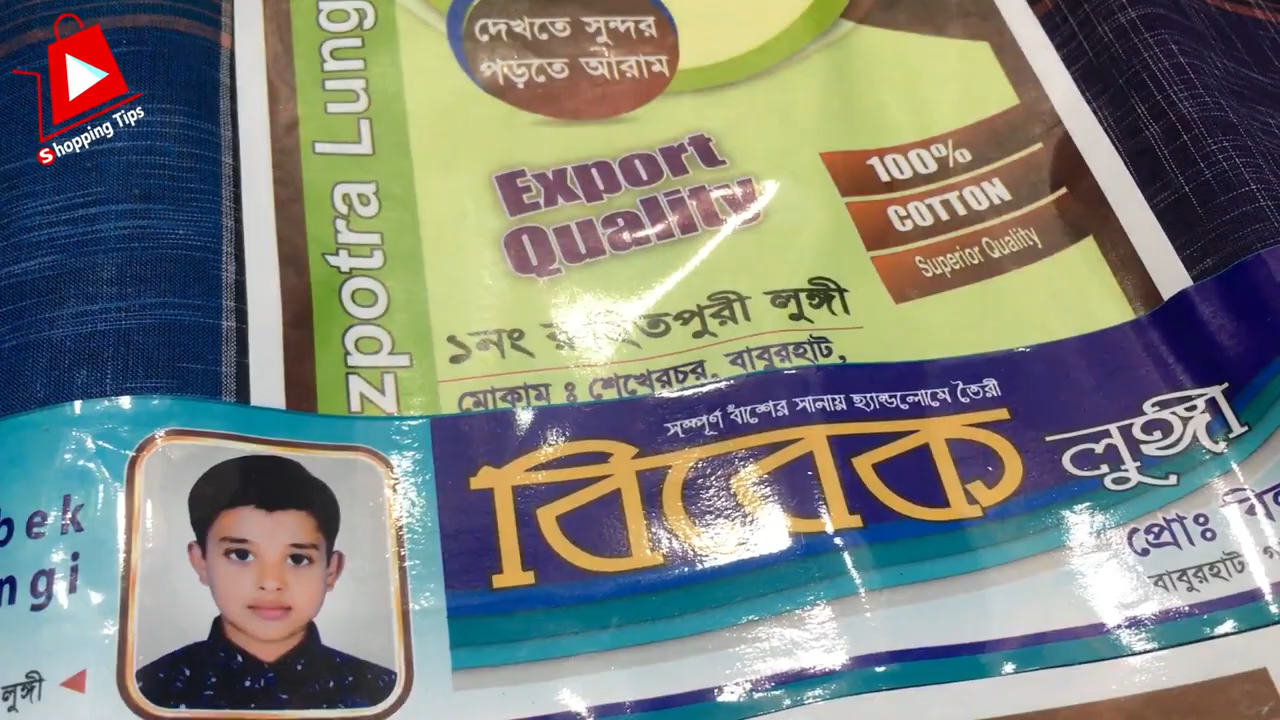 Shopping Tips
zpotra Lung
দেখতে সুন্দর
পড়তে আরাম
Export
Quality
100%
COTTON
Superior Quality
১নং লুঙ্গী
মোকাম ঃ শেখেরচর, বাবুরহাট,
সম্পূর্ণ বাঁশের সানায় হ্যান্ডলোমে তৈরী
বিবেক লুঙ্গী
প্রোঃ
বাবুরহাট
bek
ngi
লুঙ্গী